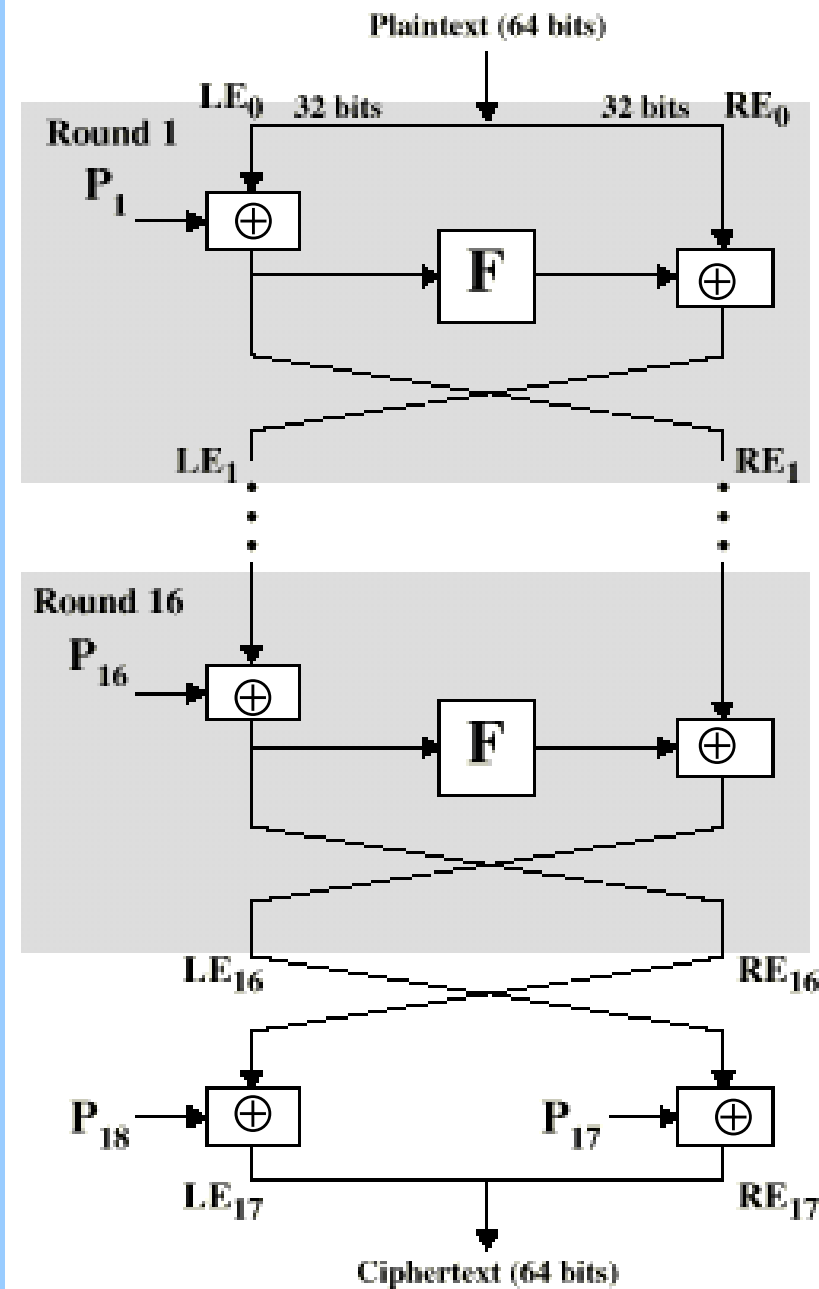 Plaintext (64 bits)
LE₀ 32 bits 32 bits RE₀
Round 1
P₁
⊕
F
⊕
LE₁ RE₁
Round 16
P₁₆
⊕
F
⊕
LE₁₆ RE₁₆
P₁₈ ⊕ P₁₇ ⊕
LE₁₇ RE₁₇
Ciphertext (64 bits)